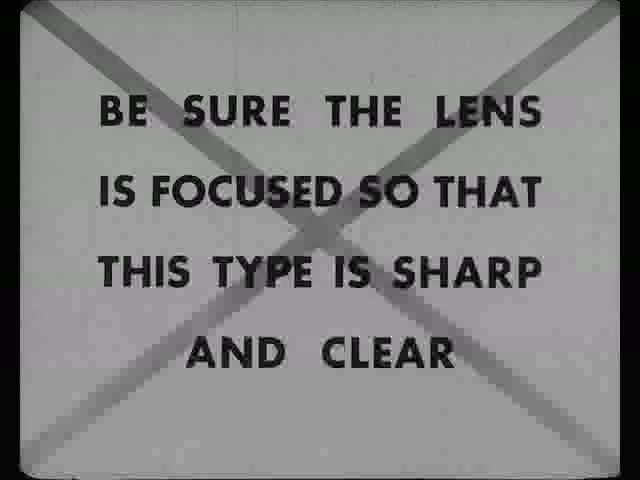 BE SURE THE LENS
IS FOCUSED SO THAT
THIS TYPE IS SHARP
AND CLEAR